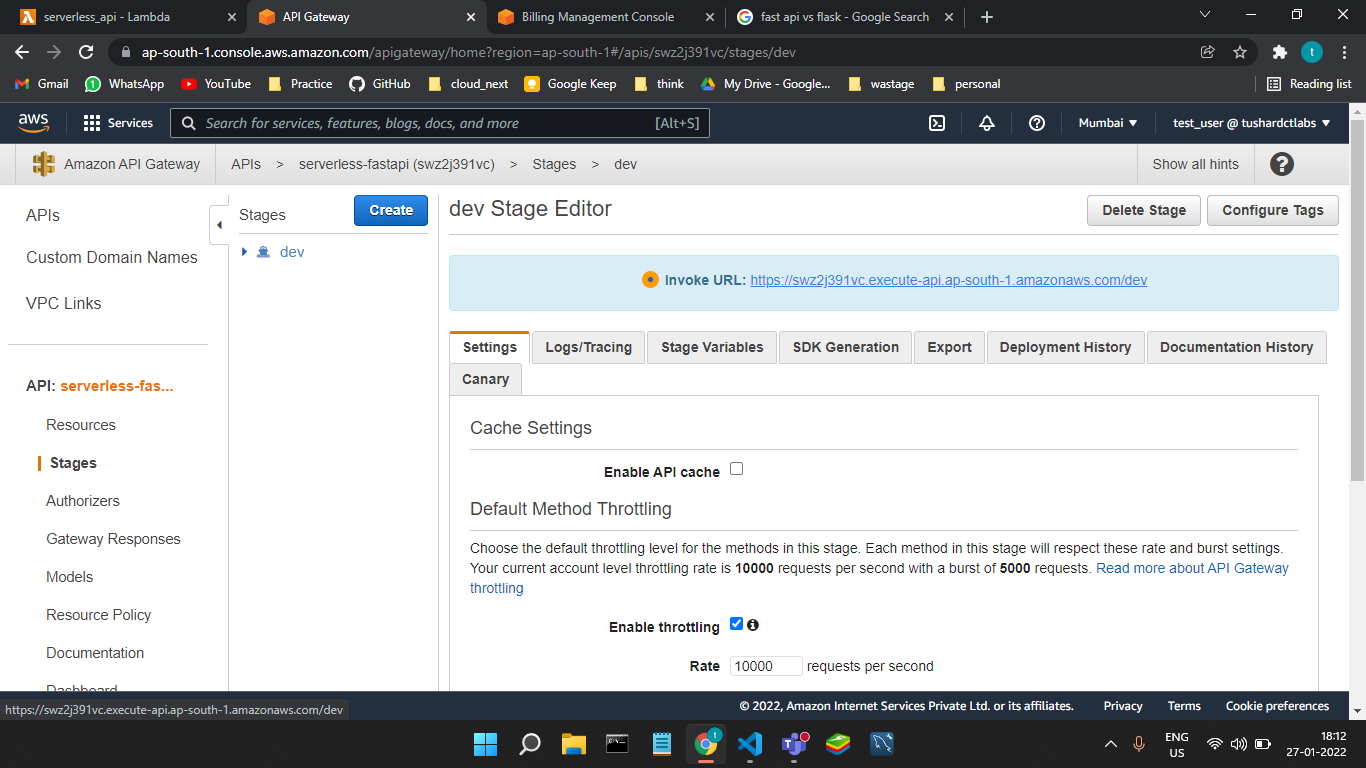 serverless_api - Lambda
API Gateway
Billing Management Console
fast api vs flask - Google Search
ap-south-1.console.aws.amazon.com/apigateway/home?region=ap-south-1#/apis/swz2j391vc/stages/dev
t
Gmail
1
WhatsApp
YouTube
Practice
GitHub
cloud_next
Google Keep
think
My Drive - Google...
wastage
personal
Reading list
aws
Services
Search for services, features, blogs, docs, and more
[Alt+S]
Mumbai
test_user @ tushardctlabs
Amazon API Gateway
APIs > serverless-fastapi (swz2j391vc) > Stages > dev
Show all hints
?
APIs
Custom Domain Names
VPC Links
API: serverless-fas...
Resources
Stages
Authorizers
Gateway Responses
Models
Resource Policy
Documentation
Dashboard
Stages
Create
dev
dev Stage Editor
Delete Stage
Configure Tags
Invoke URL: https://swz2j391vc.execute-api.ap-south-1.amazonaws.com/dev
Settings
Logs/Tracing
Stage Variables
SDK Generation
Export
Deployment History
Documentation History
Canary
Cache Settings
Enable API cache
Default Method Throttling
Choose the default throttling level for the methods in this stage. Each method in this stage will respect these rate and burst settings.
Your current account level throttling rate is 10000 requests per second with a burst of 5000 requests. Read more about API Gateway
throttling
Enable throttling
Rate 10000 requests per second
https://swz2j391vc.execute-api.ap-south-1.amazonaws.com/dev
© 2022, Amazon Internet Services Private Ltd. or its affiliates.
Privacy
Terms
Cookie preferences
t
ENG
US
18:12
27-01-2022